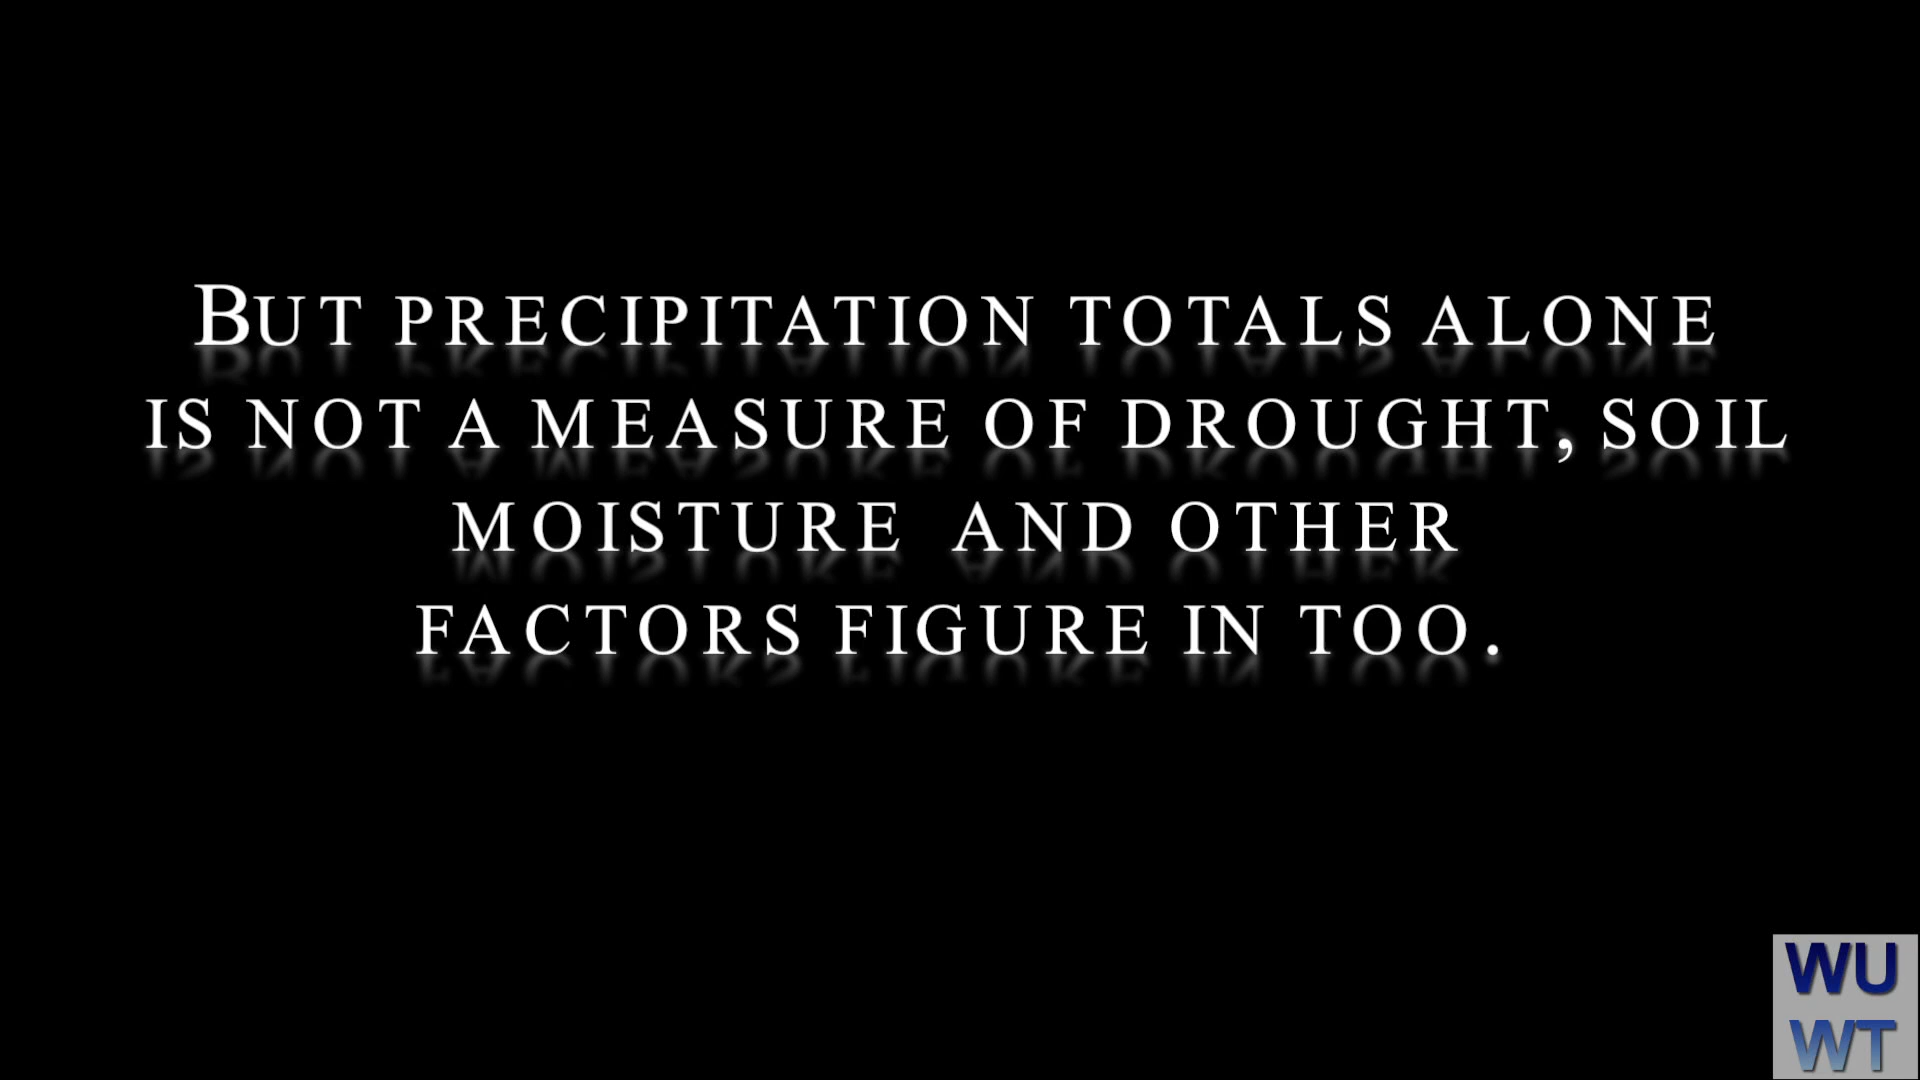 But precipitation totals alone
is not a measure of drought, soil
moisture and other
factors figure in too.
WU
WT